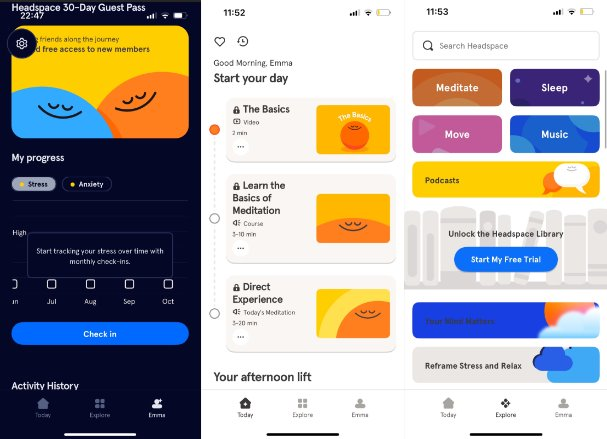 Headspace 30-Day Guest Pass
22:47
friends along the journey
d free access to new members
My progress
Stress
Anxiety
High
Start tracking your stress over time with
monthly check-ins.
un
Jul
Aug
Sep
Oct
Check in
Activity History
Today
Explore
Emma
11:52
Good Morning, Emma
Start your day
The Basics
Video
2 min
The Basics
Learn the
Basics of
Meditation
Course
3-10 min
Direct
Experience
Today's Meditation
3-20 min
Your afternoon lift
Today
Explore
Emma
11:53
Search Headspace
Meditate
Sleep
Move
Music
Podcasts
Unlock the Headspace Library
Start My Free Trial
Your Mind Matters
Reframe Stress and Relax
Today
Explore
Emma